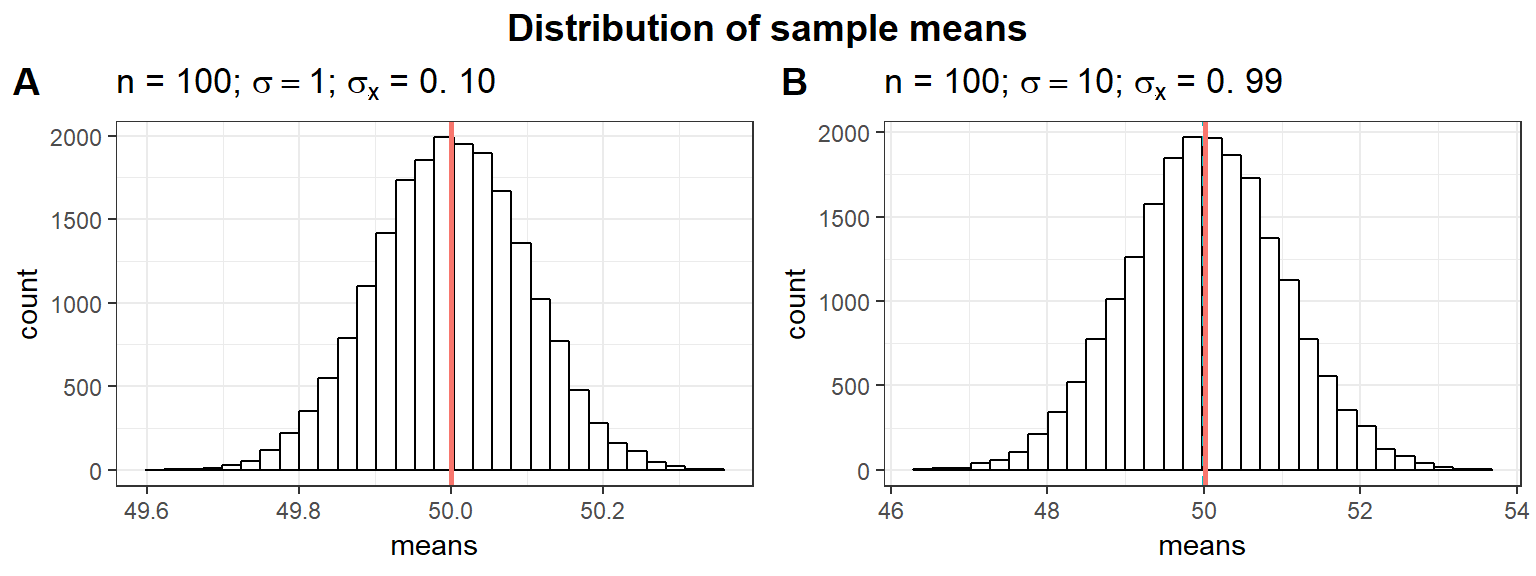 Distribution of sample means
A
n = 100; σ = 1; σx = 0. 10
2000
1500
1000
500
0
count
49.6 49.8 50.0 50.2
means
B
n = 100; σ = 10; σx = 0. 99
2000
1500
1000
500
0
count
46 48 50 52 54
means